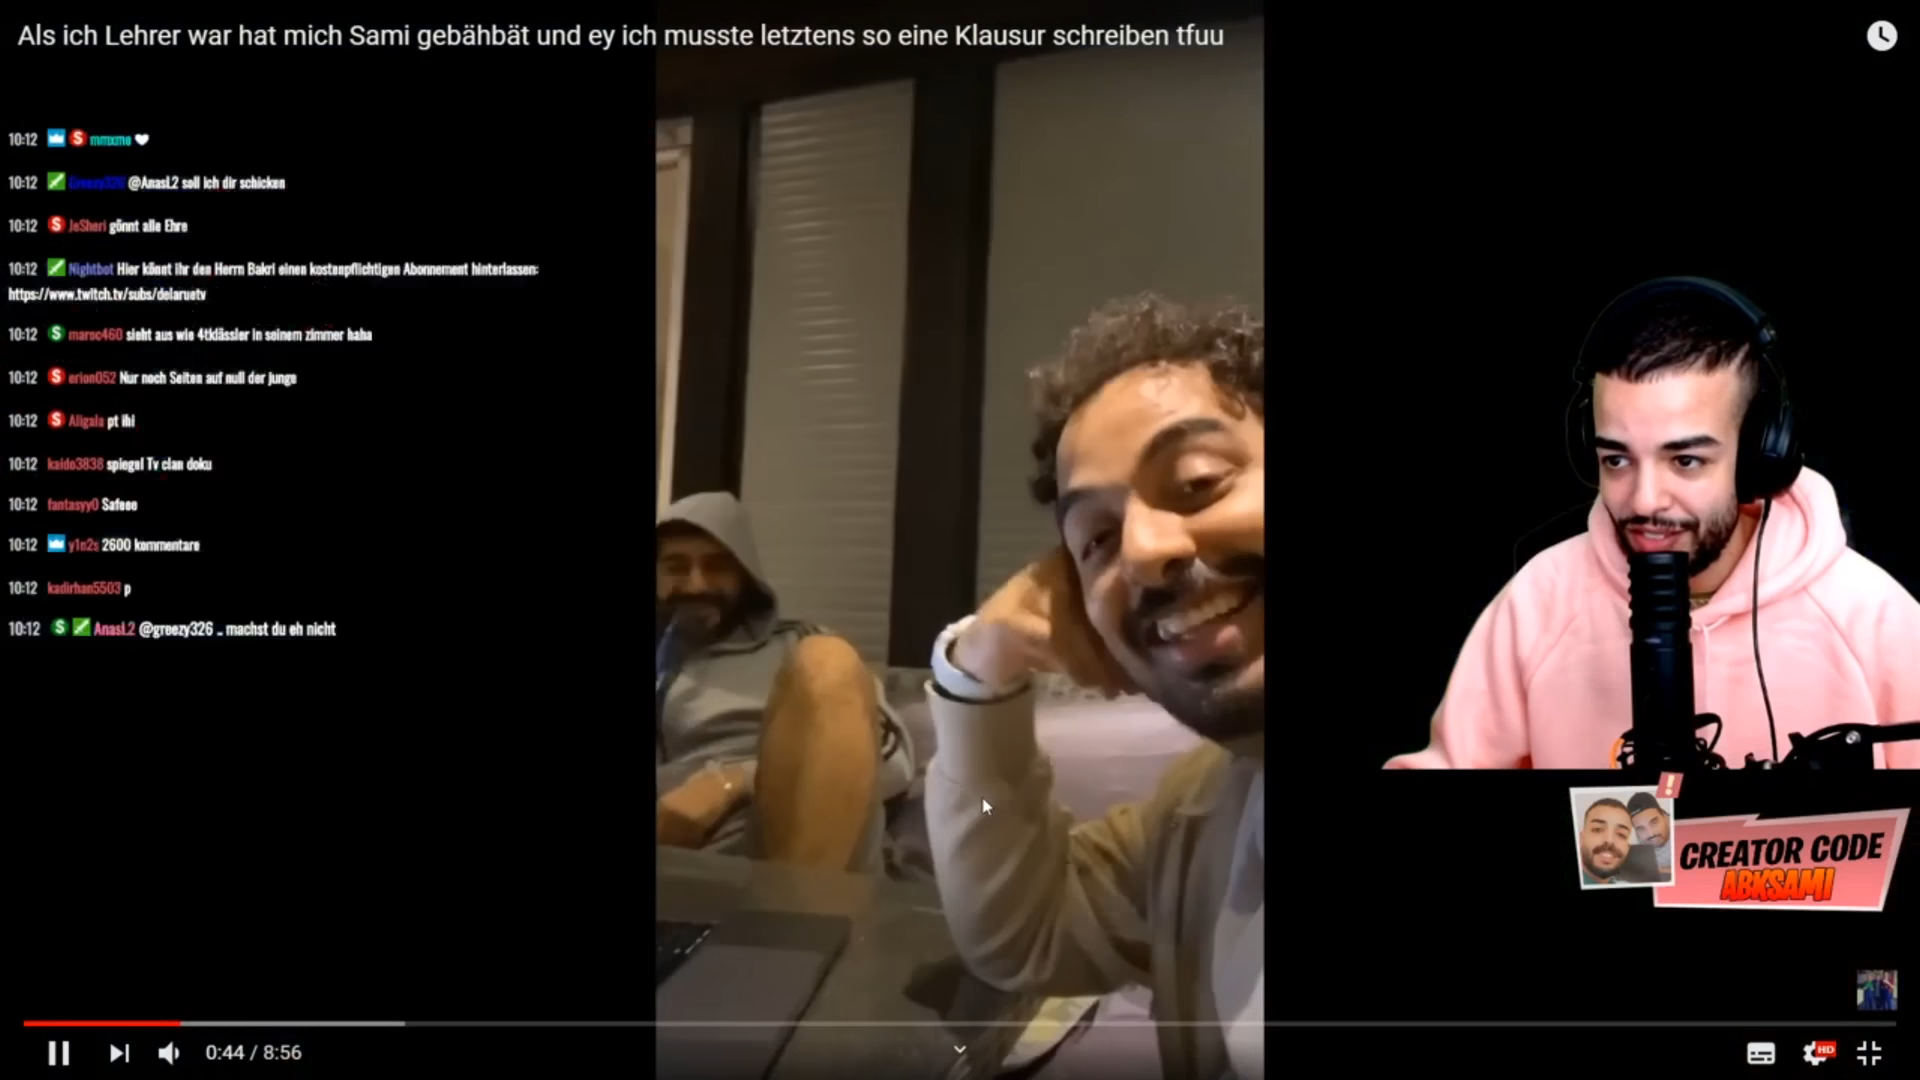 Als ich Lehrer war hat mich Sami gebähbät und ey ich musste letztens so eine Klausur schreiben tfuu
10:12 S mmxmo
10:12 Greezy326 @AnasL2 soll ich dir schicken
10:12 S JeSheri gönnt alle Ehre
10:12 Nightbot Hier könnt ihr den Herrn Bakri einen kostenpflichtigen Abonnement hinterlassen:
https://www.twitch.tv/subs/delaruetv
10:12 S maroc460 sieht aus wie 4tklässler in seinem zimmer haha
10:12 S erion052 Nur noch Seiten auf null der junge
10:12 S Aligala pt ihi
10:12 kaido3838 spiegel Tv clan doku
10:12 fantasyy0 Safeee
10:12 y1n2s 2600 kommentare
10:12 kadirhan5503 p
10:12 S AnasL2 @greezy326 .. machst du eh nicht
!
CREATOR CODE
ABKSAMI
0:44 / 8:56
HD